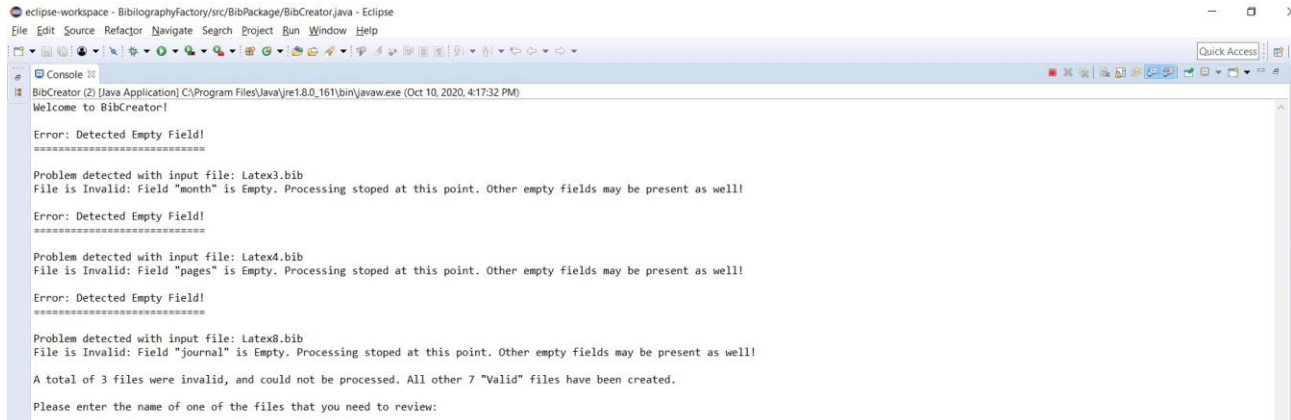 eclipse-workspace - BibilographyFactory/src/BibPackage/BibCreator.java - Eclipse
File Edit Source Refactor Navigate Search Project Run Window Help
Quick Access
Console
BibCreator (2) [Java Application] C:\Program Files\Java\jre1.8.0_161\bin\javaw.exe (Oct 10, 2020, 4:17:32 PM)
Welcome to BibCreator!
Error: Detected Empty Field!
============================
Problem detected with input file: Latex3.bib
File is Invalid: Field "month" is Empty. Processing stoped at this point. Other empty fields may be present as well!
Error: Detected Empty Field!
============================
Problem detected with input file: Latex4.bib
File is Invalid: Field "pages" is Empty. Processing stoped at this point. Other empty fields may be present as well!
Error: Detected Empty Field!
============================
Problem detected with input file: Latex8.bib
File is Invalid: Field "journal" is Empty. Processing stoped at this point. Other empty fields may be present as well!
A total of 3 files were invalid, and could not be processed. All other 7 "Valid" files have been created.
Please enter the name of one of the files that you need to review: